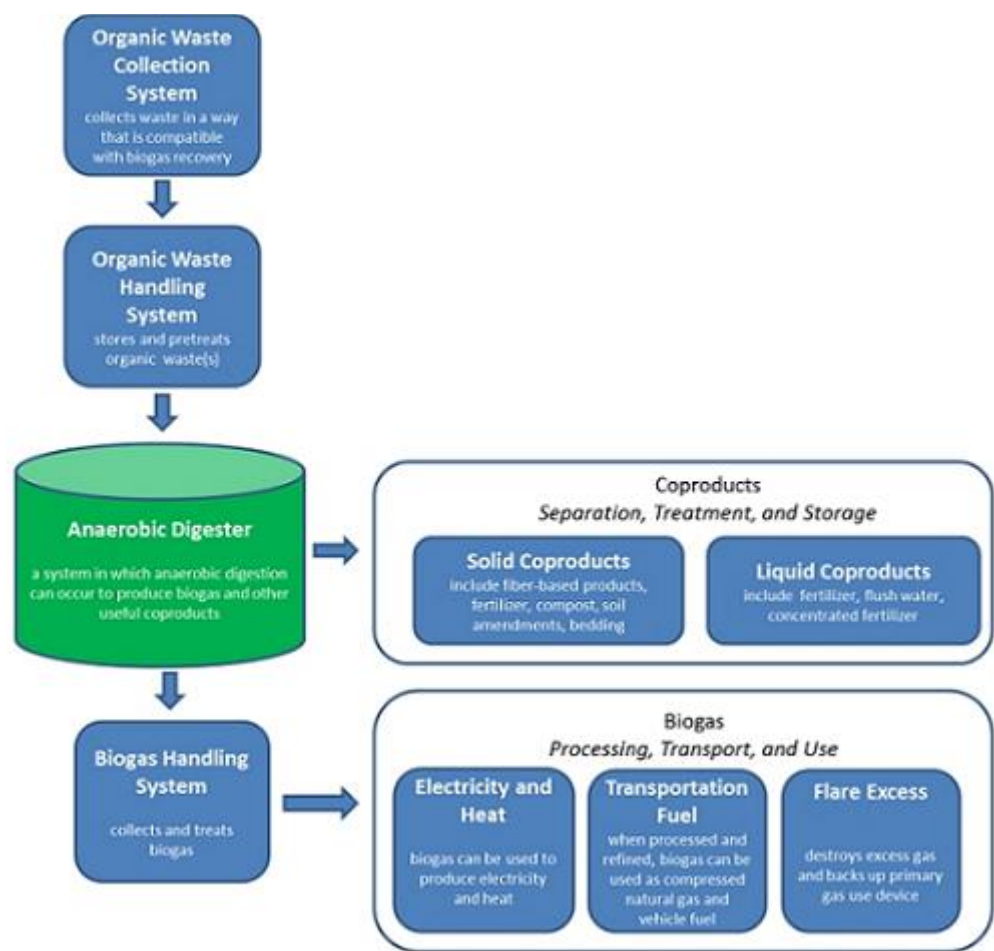 Organic Waste
Collection
System
collects waste in a way
that is compatible
with biogas recovery
Organic Waste
Handling
System
stores and pretreats
organic waste(s)
Anaerobic Digester
a system in which anaerobic digestion
can occur to produce biogas and other
useful coproducts
Coproducts
Separation, Treatment, and Storage
Solid Coproducts
include fiber-based products,
fertilizer, compost, soil
amendments, bedding
Liquid Coproducts
include fertilizer, flush water,
concentrated fertilizer
Biogas Handling
System
collects and treats
biogas
Biogas
Processing, Transport, and Use
Electricity and
Heat
biogas can be used to
produce electricity
and heat
Transportation
Fuel
when processed and
refined, biogas can be
used as compressed
natural gas and
vehicle fuel
Flare Excess
destroys excess gas
and backs up primary
gas use device